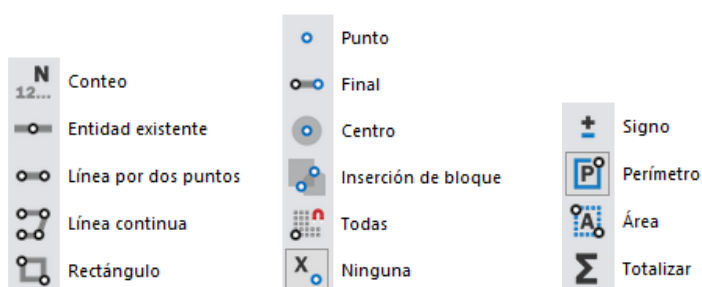 N
12...
Conteo
Entidad existente
Línea por dos puntos
Línea continua
Rectángulo
Punto
Final
Centro
Inserción de bloque
Todas
X
Ninguna
±
Signo
P
Perímetro
A
Área
Σ
Totalizar